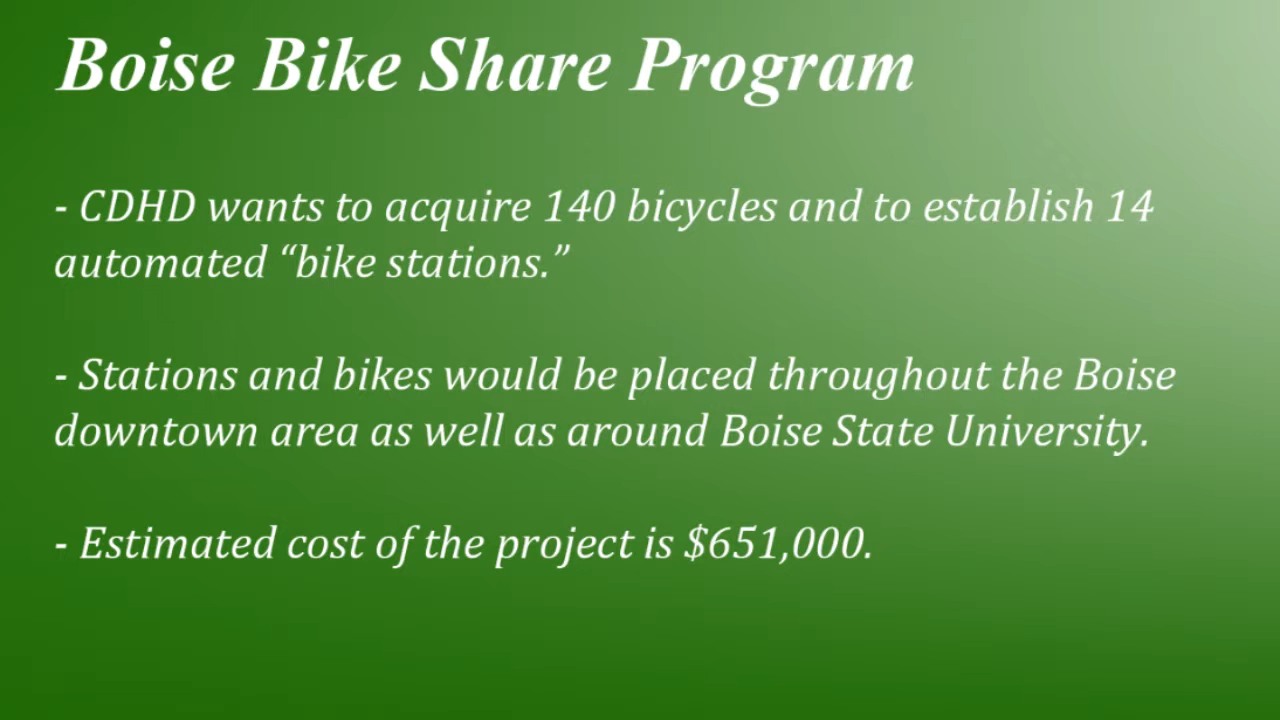 Boise Bike Share Program
- CDHD wants to acquire 140 bicycles and to establish 14
automated “bike stations.”
- Stations and bikes would be placed throughout the Boise
downtown area as well as around Boise State University.
- Estimated cost of the project is $651,000.